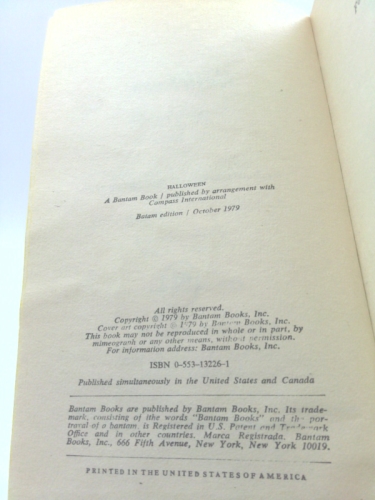 HALLOWEEN
A Bantam Book / published by arrangement with
Compass International
Batam edition / October 1979
All rights reserved.
Copyright © 1979 by Bantam Books, Inc.
Cover art copyright © 1979 by Bantam Books, Inc.
This book may not be reproduced in whole or in part, by
mimeograph or any other means, without permission.
For information address: Bantam Books, Inc.
ISBN 0-553-13226-1
Published simultaneously in the United States and Canada
Bantam Books are published by Bantam Books, Inc. Its trade-
mark, consisting of the words "Bantam Books" and the por-
trayal of a bantam, is Registered in U.S. Patent and Trademark
Office and in other countries. Marca Registrada. Bantam
Books, Inc., 666 Fifth Avenue, New York, New York 10019.
PRINTED IN THE UNITED STATES OF AMERICA